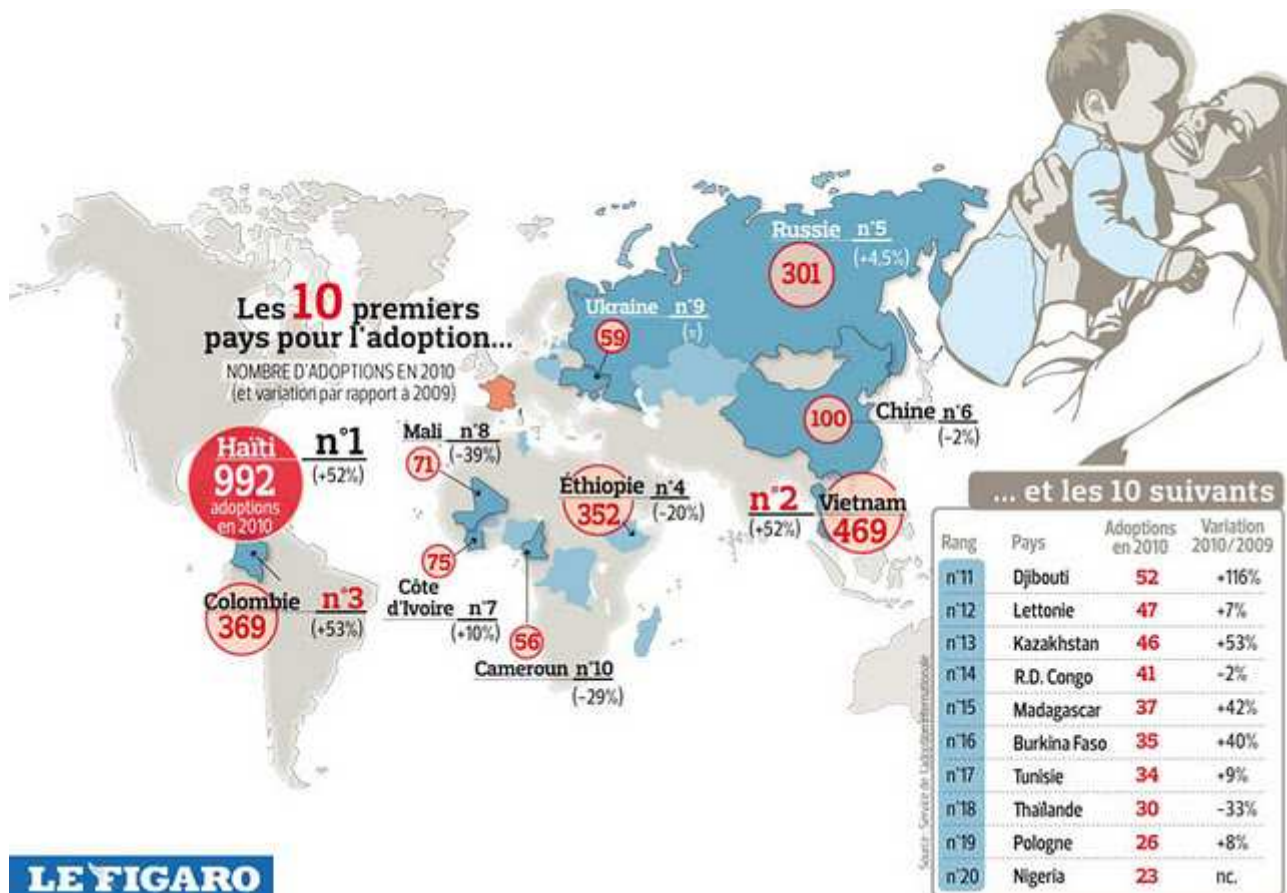 Les 10 premiers
pays pour l'adoption...
NOMBRE D'ADOPTIONS EN 2010
(et variation par rapport à 2009)
Haïti n°1
992 (+52%)
adoptions
en 2010
n°2 Vietnam
(+52%) 469
Colombie n°3
369 (+53%)
Éthiopie n°4
352 (-20%)
Russie n°5
301 (+4,5%)
Chine n°6
100 (-2%)
Côte
d'Ivoire n°7
75 (+10%)
Mali n°8
71 (-39%)
Ukraine n°9
59
Cameroun n°10
56 (-29%)
... et les 10 suivants
Rang Pays Adoptions en 2010 Variation 2010/2009
n°11 Djibouti 52 +116%
n°12 Lettonie 47 +7%
n°13 Kazakhstan 46 +53%
n°14 R.D. Congo 41 -2%
n°15 Madagascar 37 +42%
n°16 Burkina Faso 35 +40%
n°17 Tunisie 34 +9%
n°18 Thaïlande 30 -33%
n°19 Pologne 26 +8%
n°20 Nigeria 23 nc.
Source : Service de l'adoption internationale
LE FIGARO